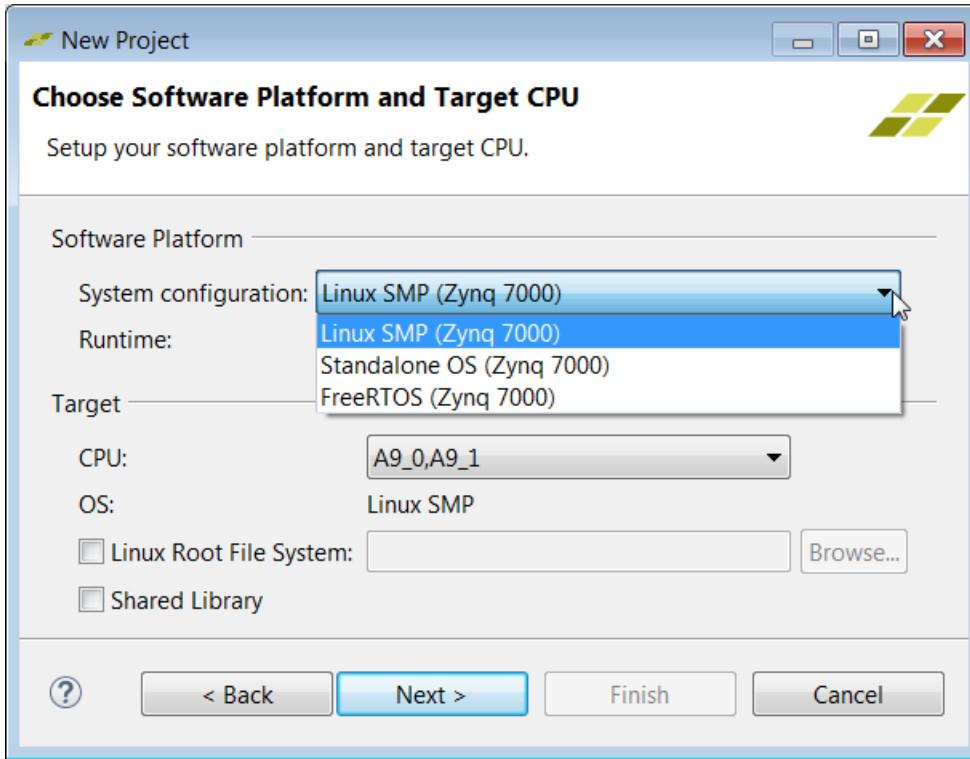 New Project
Choose Software Platform and Target CPU
Setup your software platform and target CPU.
Software Platform
System configuration: Linux SMP (Zynq 7000)
Linux SMP (Zynq 7000)
Runtime:
Standalone OS (Zynq 7000)
FreeRTOS (Zynq 7000)
Target
CPU: A9_0,A9_1
OS: Linux SMP
Linux Root File System: Browse...
Shared Library
? < Back Next > Finish Cancel